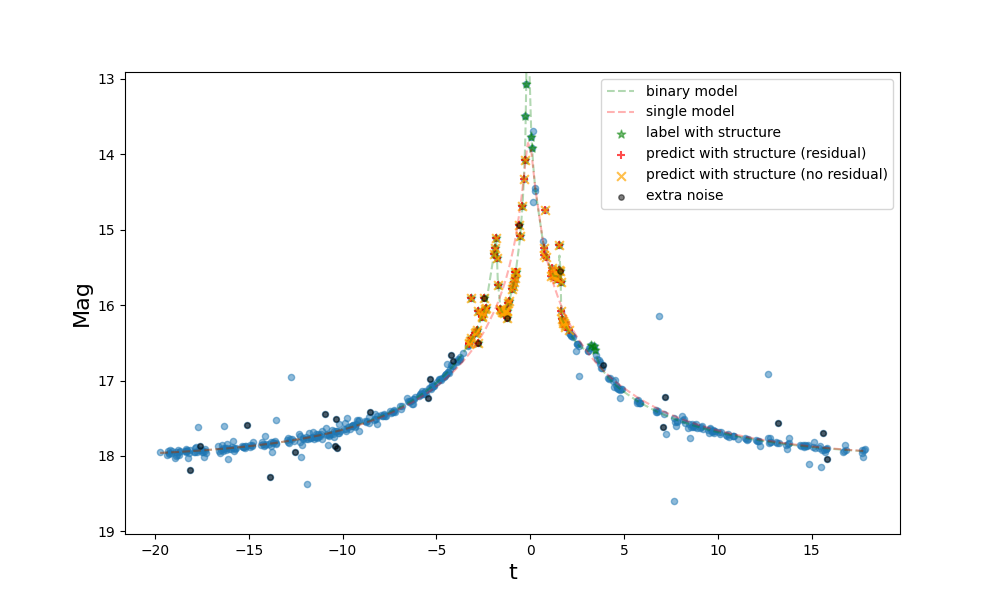 13
14
15
16
17
18
19
Mag
−20
−15
−10
−5
0
5
10
15
t
binary model
single model
label with structure
predict with structure (residual)
predict with structure (no residual)
extra noise